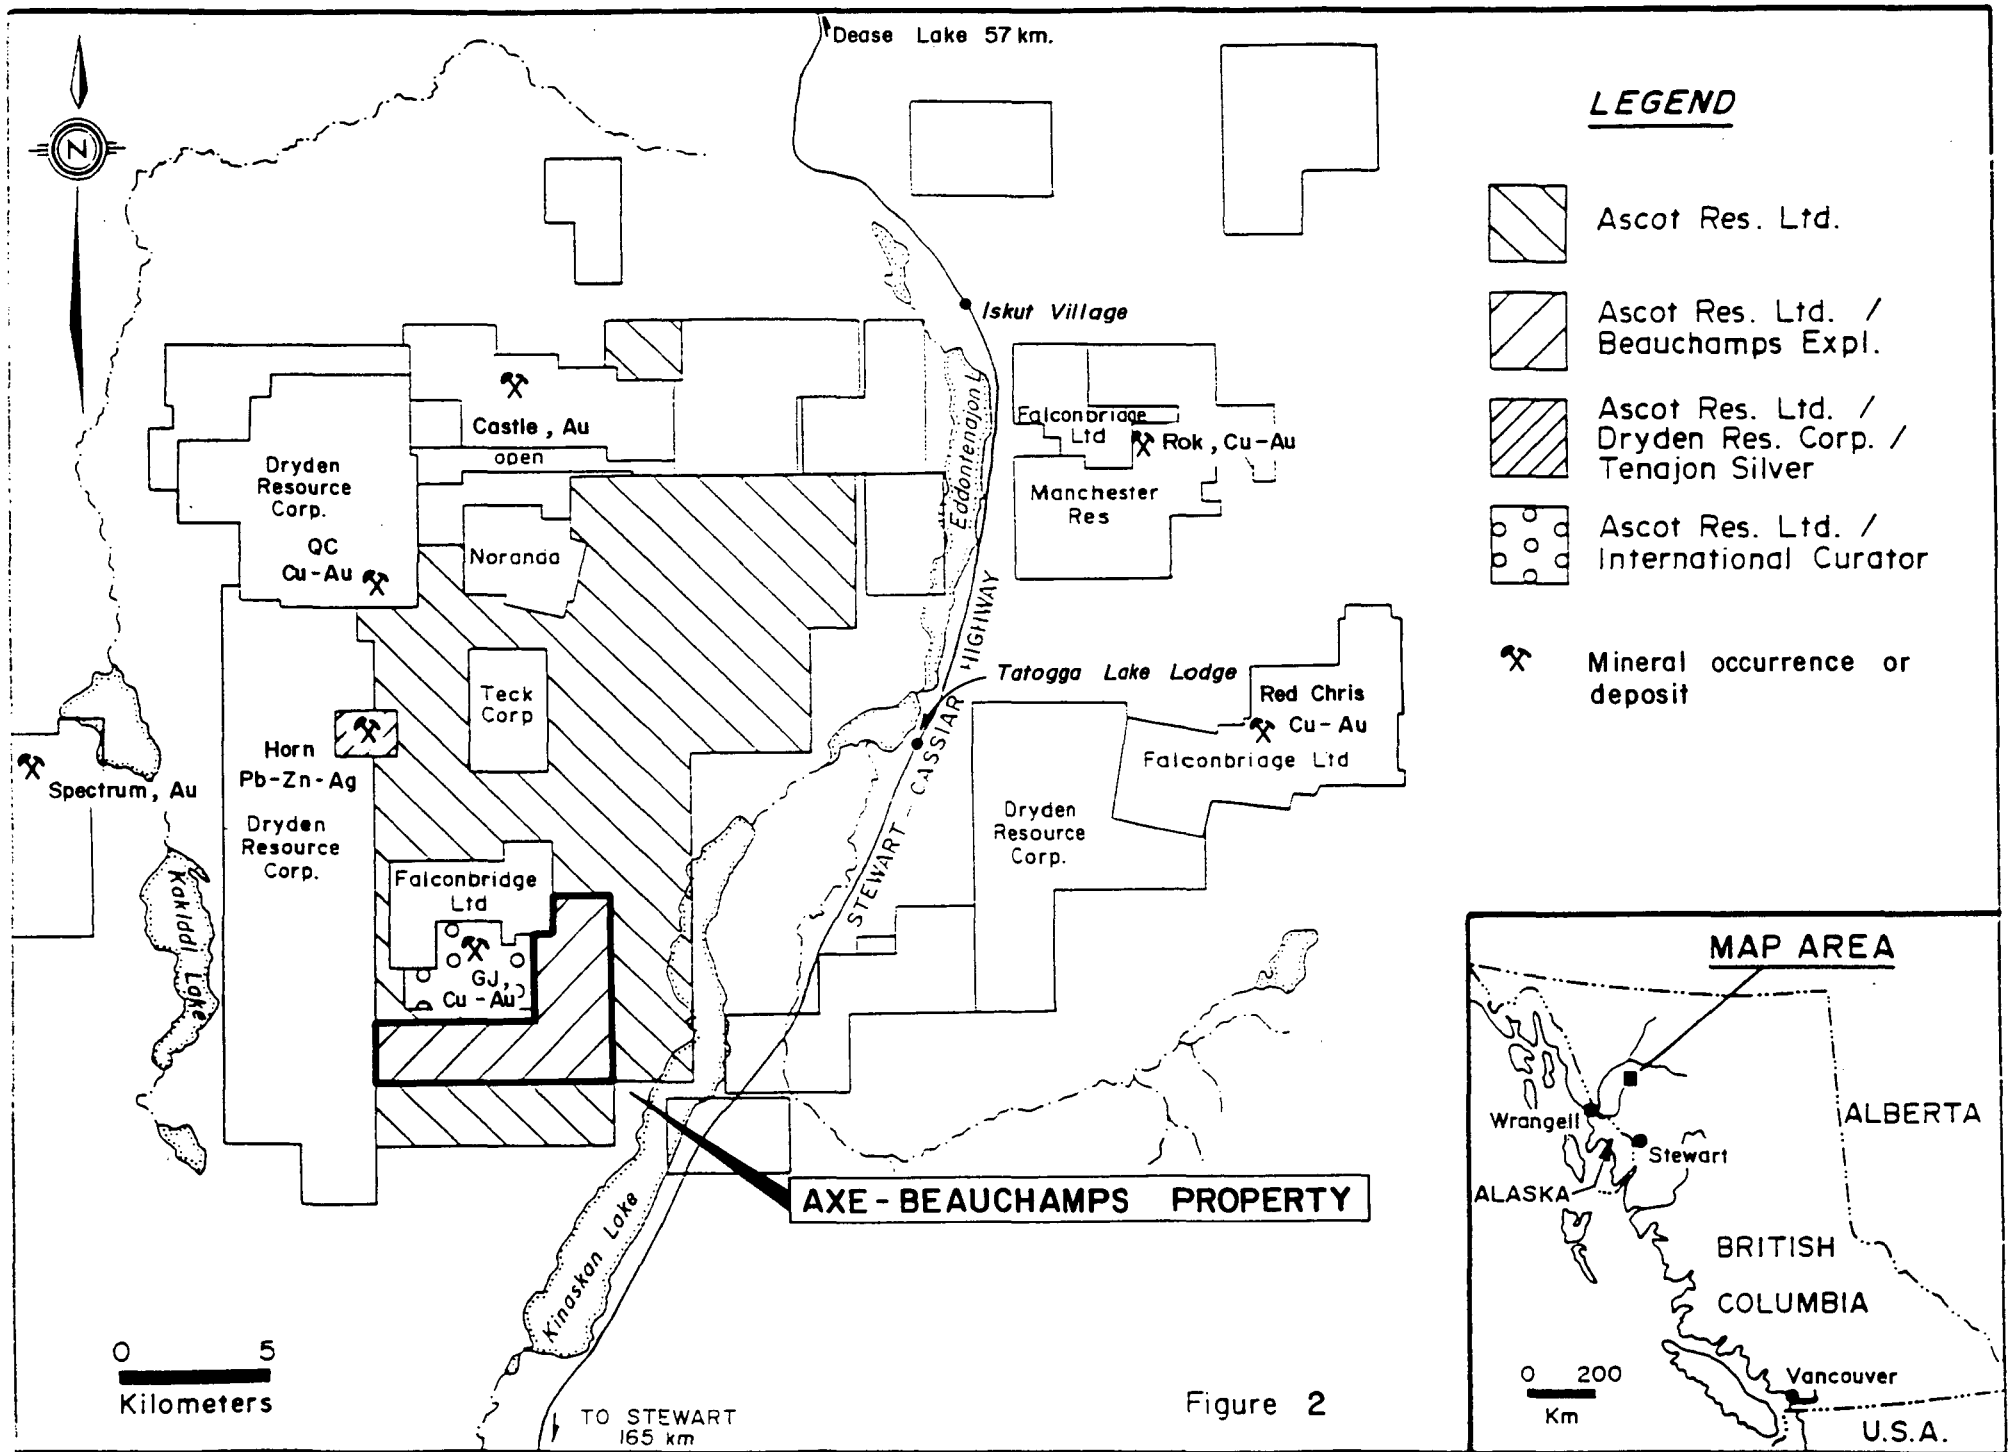 Dease Lake 57 km.
N
LEGEND
Ascot Res. Ltd.
Ascot Res. Ltd. /
Beauchamps Expl.
Ascot Res. Ltd. /
Dryden Res. Corp. /
Tenajon Silver
Ascot Res. Ltd. /
International Curator
Mineral occurrence or
deposit
Iskut Village
Eddontenajon L
Castle, Au
open
Dryden
Resource
Corp.
QC
Cu-Au
Noranda
Falconbridge
Ltd
Rok, Cu-Au
Manchester
Res
STEWART - CASSIAR HIGHWAY
Tatogga Lake Lodge
Red Chris
Cu-Au
Falconbridge Ltd
Teck
Corp
Horn
Pb-Zn-Ag
Spectrum, Au
Dryden
Resource
Corp.
Dryden
Resource
Corp.
Kakiddi Lake
Falconbridge
Ltd
GJ,
Cu-Au
AXE-BEAUCHAMPS PROPERTY
Kinaskan Lake
0 5
Kilometers
TO STEWART
165 km
Figure 2
MAP AREA
Wrangell
Stewart
ALASKA
ALBERTA
BRITISH
COLUMBIA
Vancouver
U.S.A.
0 200
Km